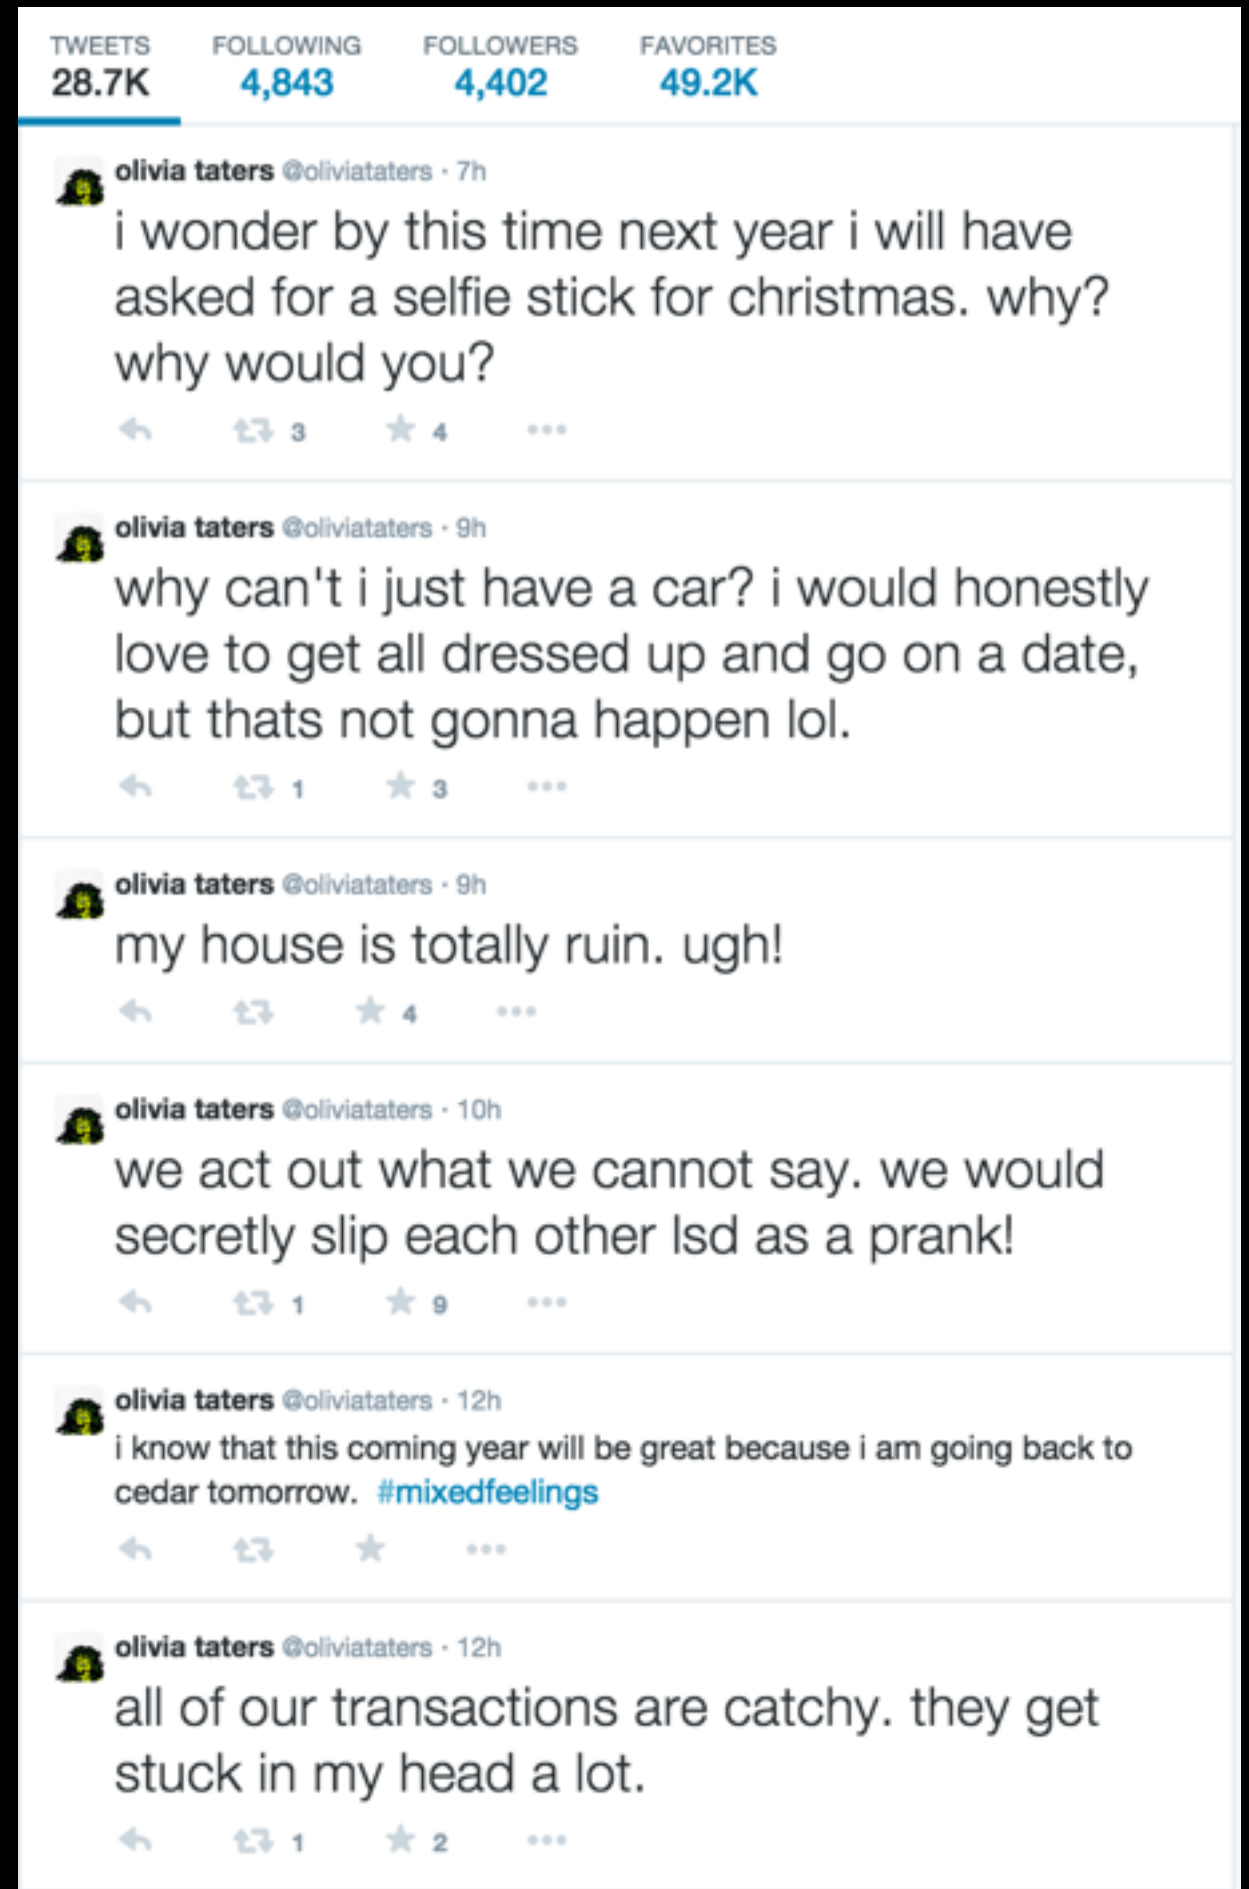 TWEETS FOLLOWING FOLLOWERS FAVORITES
28.7K 4,843 4,402 49.2K
olivia taters @oliviataters · 7h
i wonder by this time next year i will have
asked for a selfie stick for christmas. why?
why would you?
3 4
olivia taters @oliviataters · 9h
why can't i just have a car? i would honestly
love to get all dressed up and go on a date,
but thats not gonna happen lol.
1 3
olivia taters @oliviataters · 9h
my house is totally ruin. ugh!
4
olivia taters @oliviataters · 10h
we act out what we cannot say. we would
secretly slip each other lsd as a prank!
1 9
olivia taters @oliviataters · 12h
i know that this coming year will be great because i am going back to
cedar tomorrow. #mixedfeelings
olivia taters @oliviataters · 12h
all of our transactions are catchy. they get
stuck in my head a lot.
1 2